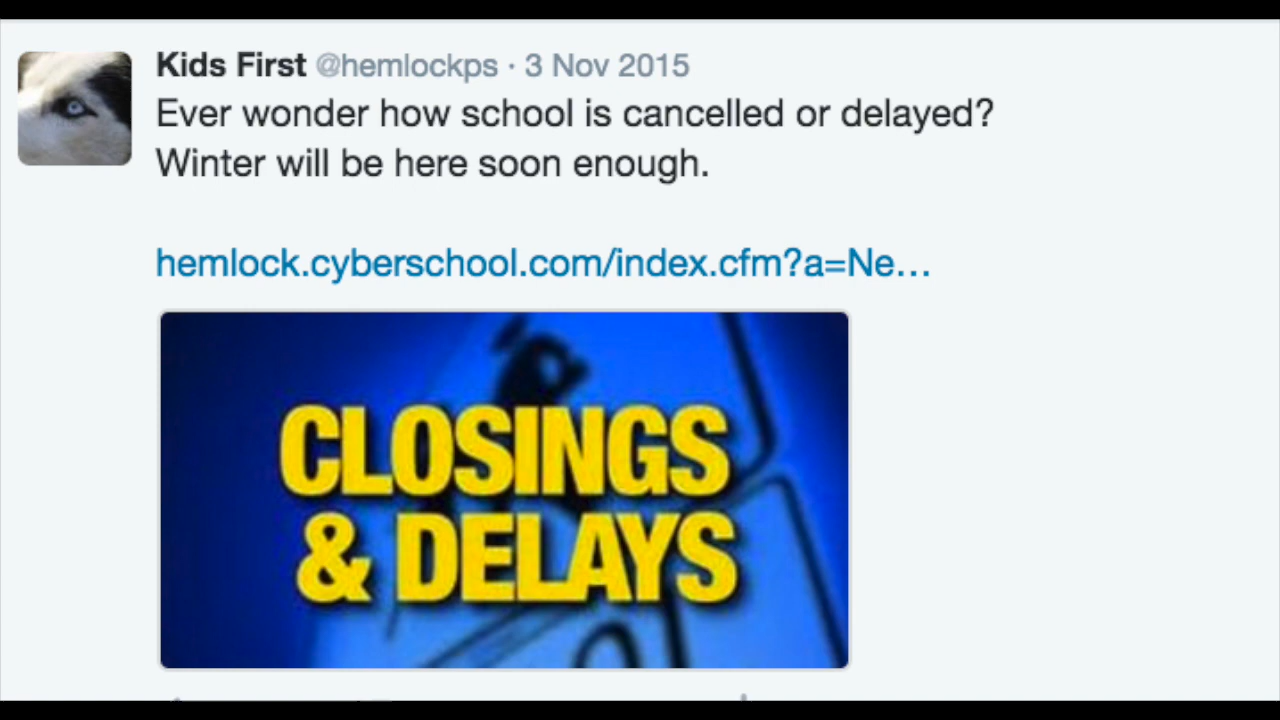 Kids First @hemlockps · 3 Nov 2015
Ever wonder how school is cancelled or delayed?
Winter will be here soon enough.
hemlock.cyberschool.com/index.cfm?a=Ne…
CLOSINGS
& DELAYS